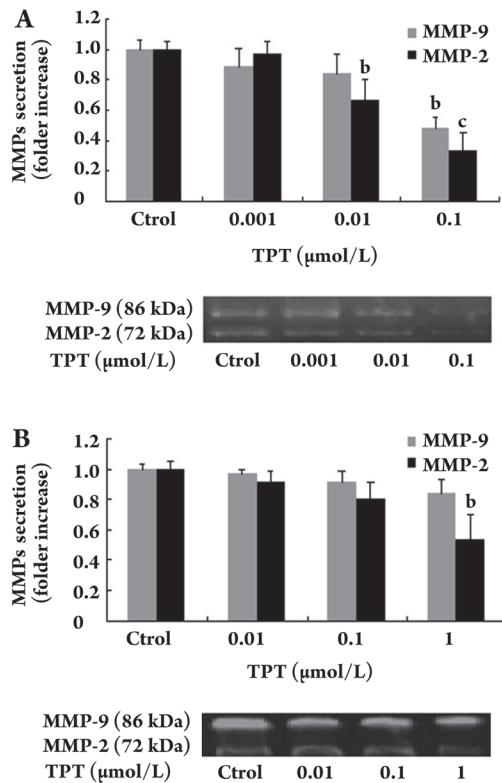 A
1.2
1.0
0.8
0.6
0.4
0.2
0
MMPs secretion
(folder increase)
MMP-9
MMP-2
b
b
c
Ctrol 0.001 0.01 0.1
TPT (μmol/L)
MMP-9 (86 kDa)
MMP-2 (72 kDa)
TPT (μmol/L) Ctrol 0.001 0.01 0.1
B
1.2
1.0
0.8
0.6
0.4
0.2
0
MMPs secretion
(folder increase)
MMP-9
MMP-2
b
Ctrol 0.01 0.1 1
TPT (μmol/L)
MMP-9 (86 kDa)
MMP-2 (72 kDa)
TPT (μmol/L) Ctrol 0.01 0.1 1